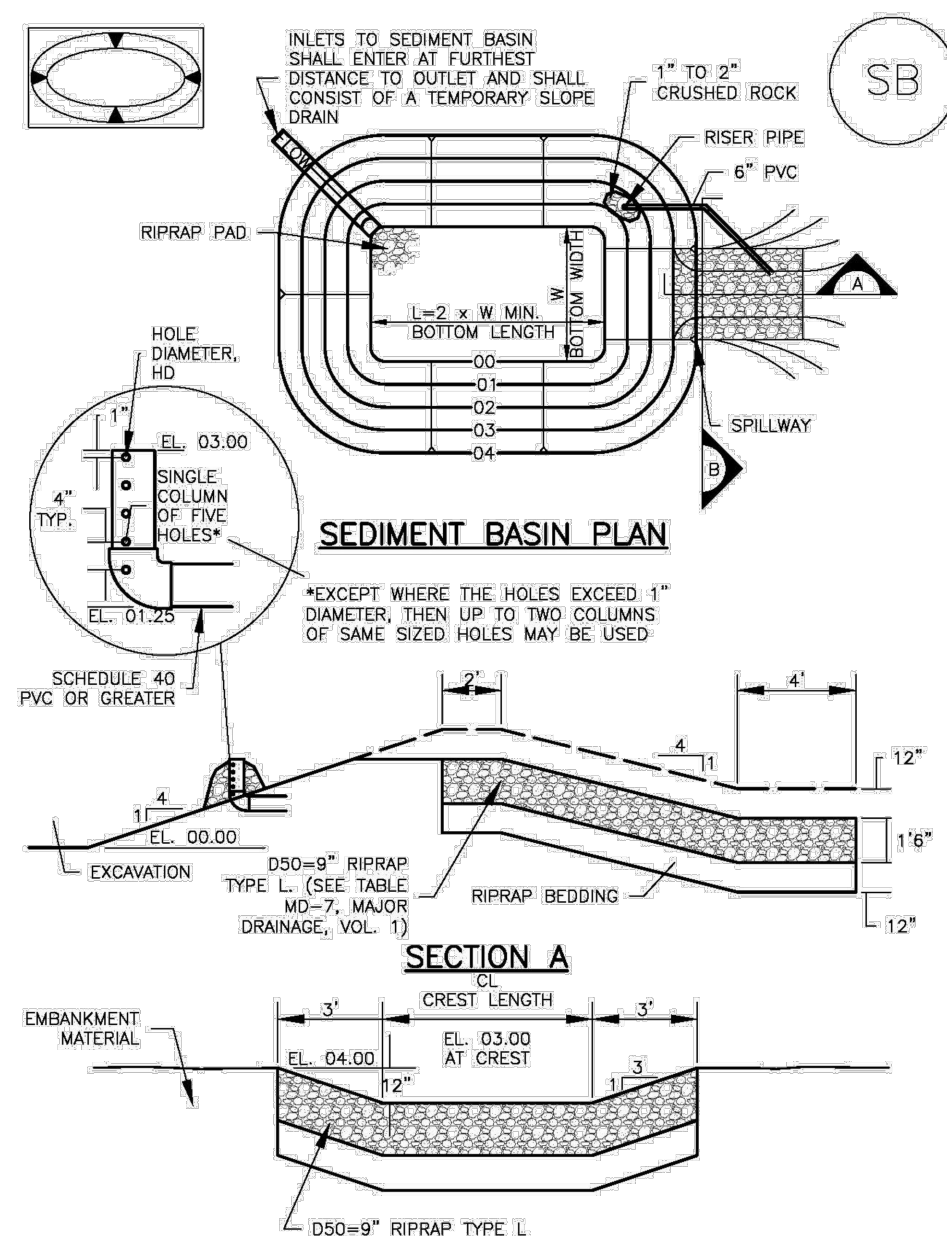 INLETS TO SEDIMENT BASIN
SHALL ENTER AT FURTHEST
DISTANCE TO OUTLET AND SHALL
CONSIST OF A TEMPORARY SLOPE
DRAIN
1" TO 2"
CRUSHED ROCK
SB
RISER PIPE
6" PVC
FLOW
RIPRAP PAD
W
BOTTOM WIDTH
A
L=2 x W MIN.
BOTTOM LENGTH
00
01
02
03
04
SPILLWAY
B
HOLE
DIAMETER,
HD
1"
EL. 03.00
SINGLE
COLUMN
OF FIVE
HOLES*
4"
TYP.
EL. 01.25
SEDIMENT BASIN PLAN
*EXCEPT WHERE THE HOLES EXCEED 1"
DIAMETER, THEN UP TO TWO COLUMNS
OF SAME SIZED HOLES MAY BE USED
SCHEDULE 40
PVC OR GREATER
2'
4'
4
1
12"
4
1
EL. 00.00
1'6"
EXCAVATION
D50=9" RIPRAP
TYPE L. (SEE TABLE
MD-7, MAJOR
DRAINAGE, VOL. 1)
RIPRAP BEDDING
12"
SECTION A
CL
CREST LENGTH
3'
3'
EMBANKMENT
MATERIAL
EL. 04.00
EL. 03.00
AT CREST
12"
3
1
D50=9" RIPRAP TYPE L